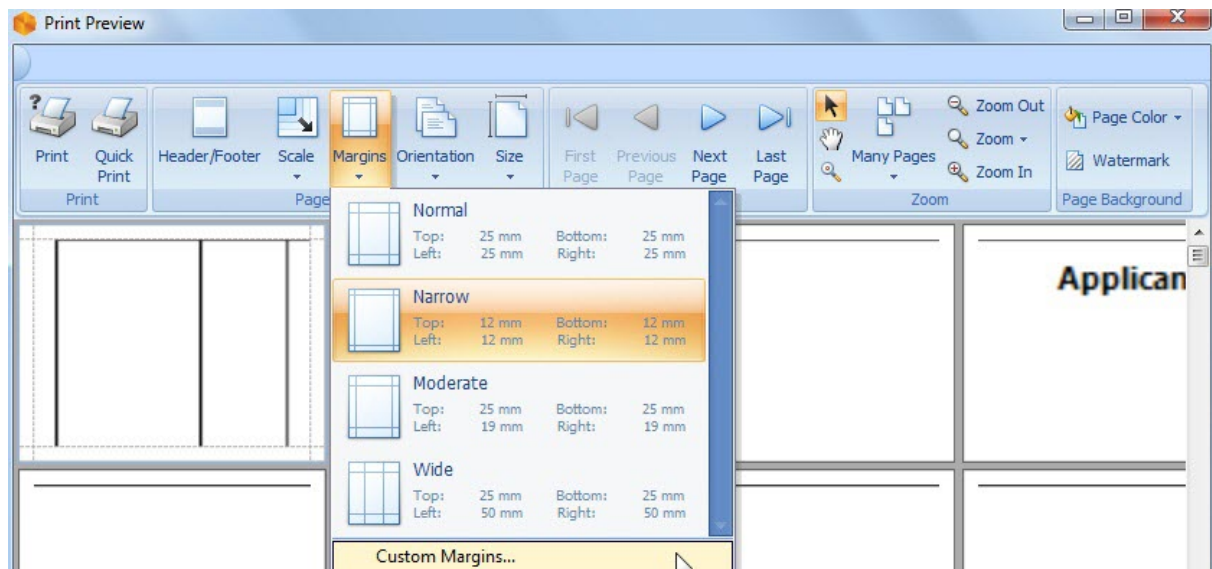 Print Preview
X
?
Print
Quick
Print
Header/Footer
Scale
Margins
Orientation
Size
First
Page
Previous
Page
Next
Page
Last
Page
Many Pages
Zoom Out
Zoom
Zoom In
Page Color
Watermark
Print
Page
Zoom
Page Background
Normal
Top: 25 mm Bottom: 25 mm
Left: 25 mm Right: 25 mm
Narrow
Top: 12 mm Bottom: 12 mm
Left: 12 mm Right: 12 mm
Moderate
Top: 25 mm Bottom: 25 mm
Left: 19 mm Right: 19 mm
Wide
Top: 25 mm Bottom: 25 mm
Left: 50 mm Right: 50 mm
Custom Margins...
Applican